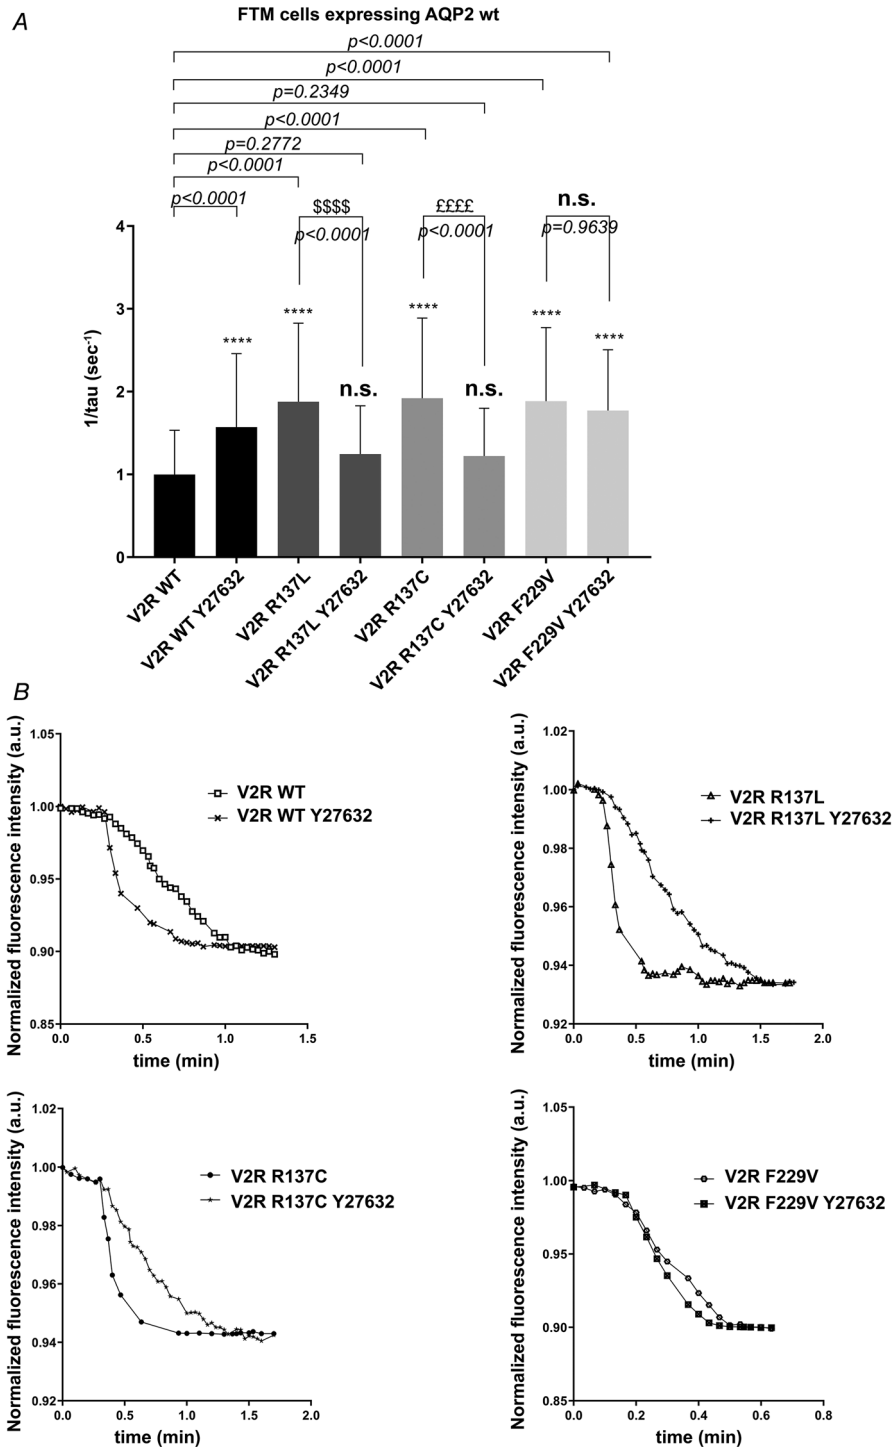 A
FTM cells expressing AQP2 wt
p<0.0001
p<0.0001
p=0.2349
p<0.0001
p=0.2772
p<0.0001
p<0.0001
$$$$
££££
n.s.
p<0.0001
p<0.0001
p=0.9639
4
3
2
1
0
1/tau (sec-1)
****
****
n.s.
****
n.s.
****
****
V2R WT
V2R WT Y27632
V2R R137L
V2R R137L Y27632
V2R R137C
V2R R137C Y27632
V2R F229V
V2R F229V Y27632
B
Normalized fluorescence intensity (a.u.)
1.05
1.00
0.95
0.90
0.85
0.0 0.5 1.0 1.5
time (min)
V2R WT
V2R WT Y27632
Normalized fluorescence intensity (a.u.)
1.02
1.00
0.98
0.96
0.94
0.92
0.0 0.5 1.0 1.5 2.0
time (min)
V2R R137L
V2R R137L Y27632
Normalized fluorescence intensity (a.u.)
1.02
1.00
0.98
0.96
0.94
0.92
0.0 0.5 1.0 1.5 2.0
time (min)
V2R R137C
V2R R137C Y27632
Normalized fluorescence intensity (a.u.)
1.05
1.00
0.95
0.90
0.85
0.0 0.2 0.4 0.6 0.8
time (min)
V2R F229V
V2R F229V Y27632